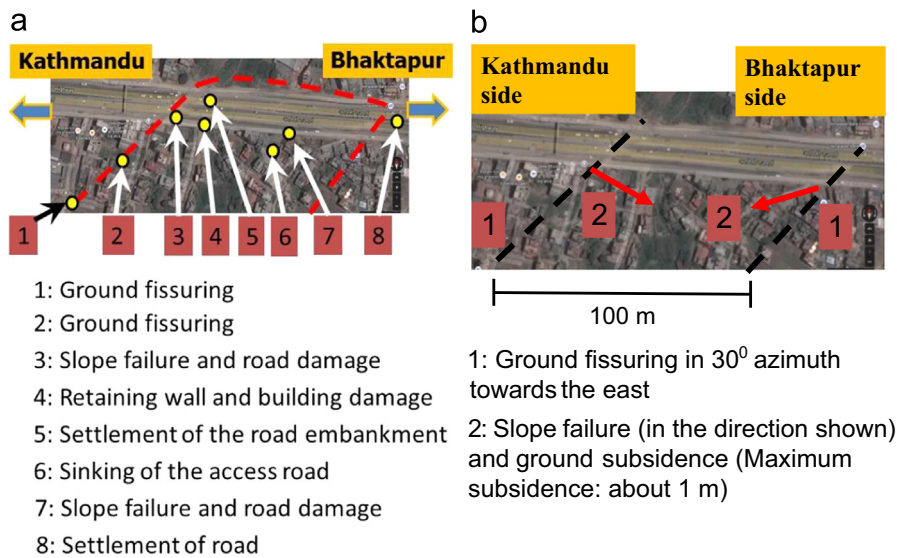 a
Kathmandu
Bhaktapur
1 2 3 4 5 6 7 8
1: Ground fissuring
2: Ground fissuring
3: Slope failure and road damage
4: Retaining wall and building damage
5: Settlement of the road embankment
6: Sinking of the access road
7: Slope failure and road damage
8: Settlement of road
b
Kathmandu
side
Bhaktapur
side
1 2 2 1
100 m
1: Ground fissuring in 30⁰ azimuth
towards the east
2: Slope failure (in the direction shown)
and ground subsidence (Maximum
subsidence: about 1 m)